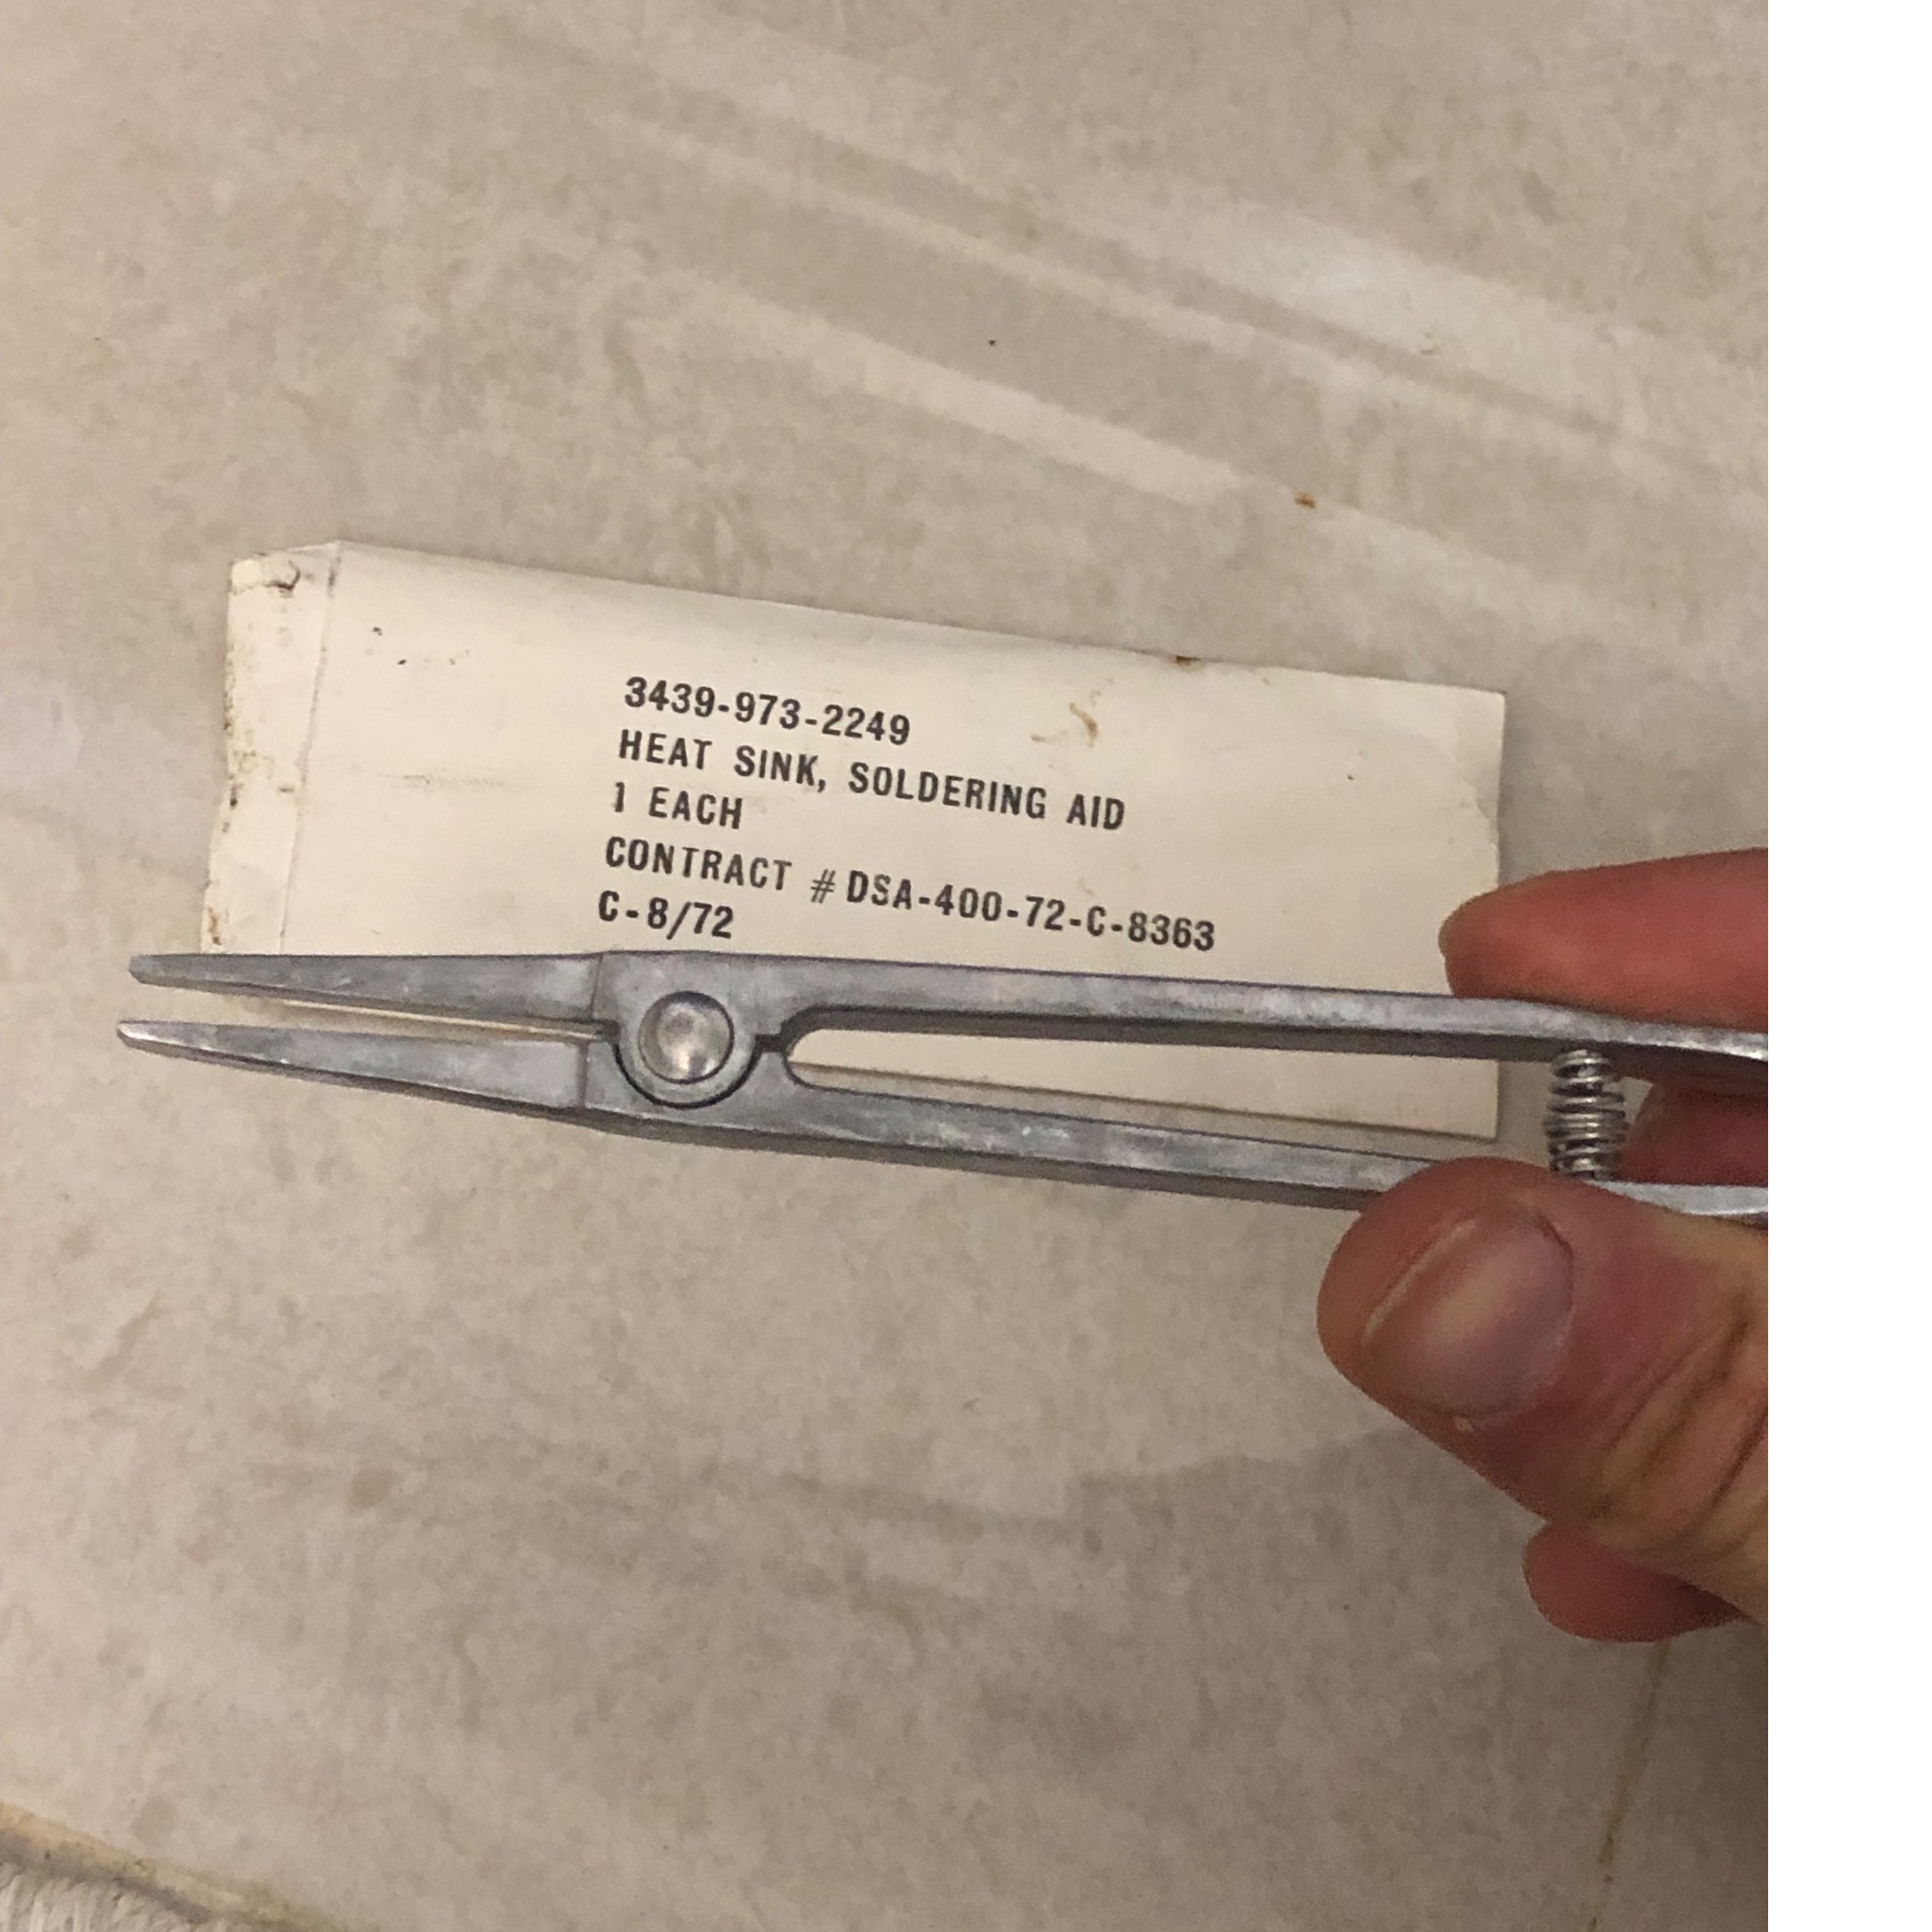 3439-973-2249
HEAT SINK, SOLDERING AID
1 EACH
CONTRACT # DSA-400-72-C-8363
C-8/72